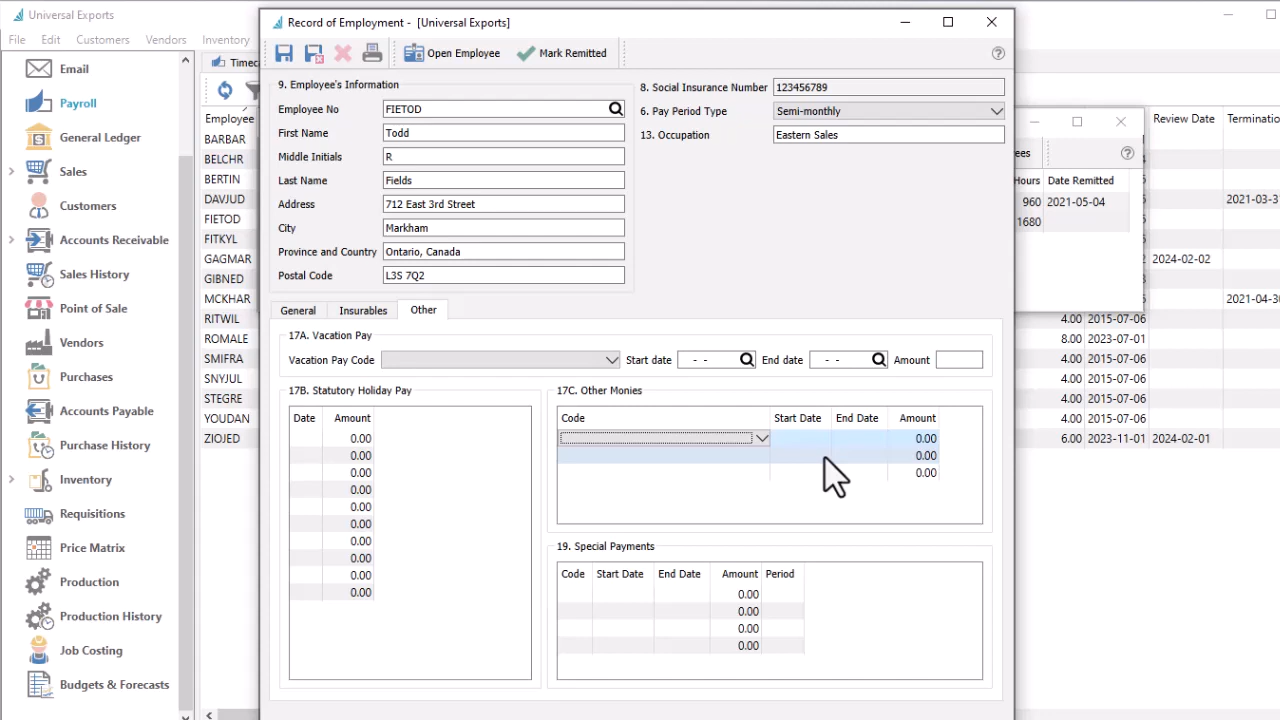 Universal Exports
File Edit Customers Vendors Inventory
Email
Payroll
General Ledger
Sales
Customers
Accounts Receivable
Sales History
Point of Sale
Vendors
Purchases
Accounts Payable
Purchase History
Inventory
Requisitions
Price Matrix
Production
Production History
Job Costing
Budgets & Forecasts
Timec
Employee
BARBAR
BELCHR
BERTIN
DAVJUD
FIETOD
FITKYL
GAGMAR
GIBNED
MCKHAR
RITWIL
ROMALE
SMIFRA
SNYJUL
STEGRE
YOUDAN
ZIOJED
Record of Employment - [Universal Exports]
Open Employee Mark Remitted
9. Employee's Information
Employee No FIETOD
First Name Todd
Middle Initials R
Last Name Fields
Address 712 East 3rd Street
City Markham
Province and Country Ontario, Canada
Postal Code L3S 7Q2
8. Social Insurance Number 123456789
6. Pay Period Type Semi-monthly
13. Occupation Eastern Sales
General Insurables Other
17A. Vacation Pay
Vacation Pay Code Start date - - End date - - Amount
17B. Statutory Holiday Pay
Date Amount
0.00
0.00
0.00
0.00
0.00
0.00
0.00
0.00
0.00
0.00
17C. Other Monies
Code Start Date End Date Amount
0.00
0.00
0.00
19. Special Payments
Code Start Date End Date Amount Period
0.00
0.00
0.00
0.00
ees
Hours Date Remitted
960 2021-05-04
1680
Review Date Termination
2021-03-31
2024-02-02
2021-04-30
4.00 2015-07-06
8.00 2023-07-01
4.00 2015-07-06
4.00 2015-07-06
4.00 2015-07-06
4.00 2015-07-06
6.00 2023-11-01 2024-02-01